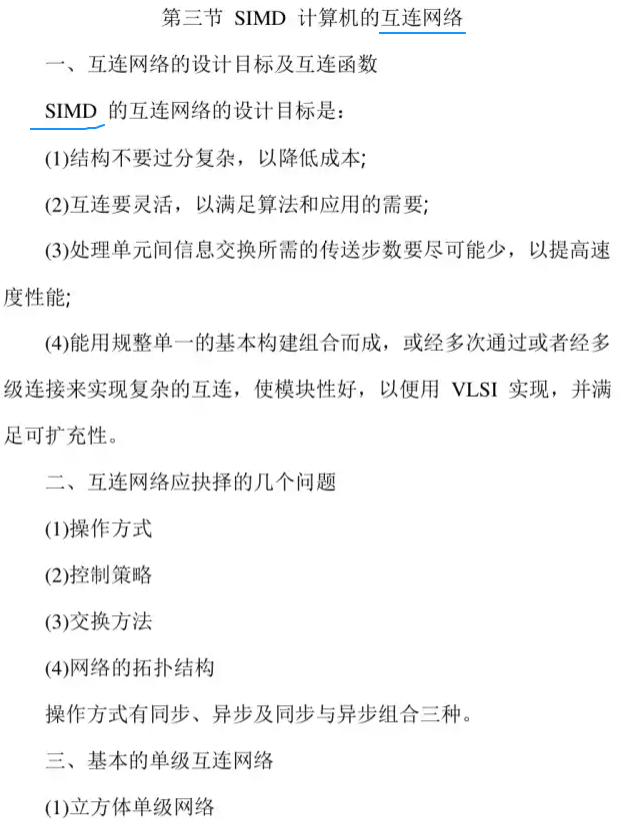 第三节 SIMD 计算机的互连网络
一、互连网络的设计目标及互连函数
SIMD 的互连网络的设计目标是：
(1)结构不要过分复杂，以降低成本;
(2)互连要灵活，以满足算法和应用的需要;
(3)处理单元间信息交换所需的传送步数要尽可能少，以提高速
度性能;
(4)能用规整单一的基本构建组合而成，或经多次通过或者经多
级连接来实现复杂的互连，使模块性好，以便用 VLSI 实现，并满
足可扩充性。
二、互连网络应抉择的几个问题
(1)操作方式
(2)控制策略
(3)交换方法
(4)网络的拓扑结构
操作方式有同步、异步及同步与异步组合三种。
三、基本的单级互连网络
(1)立方体单级网络